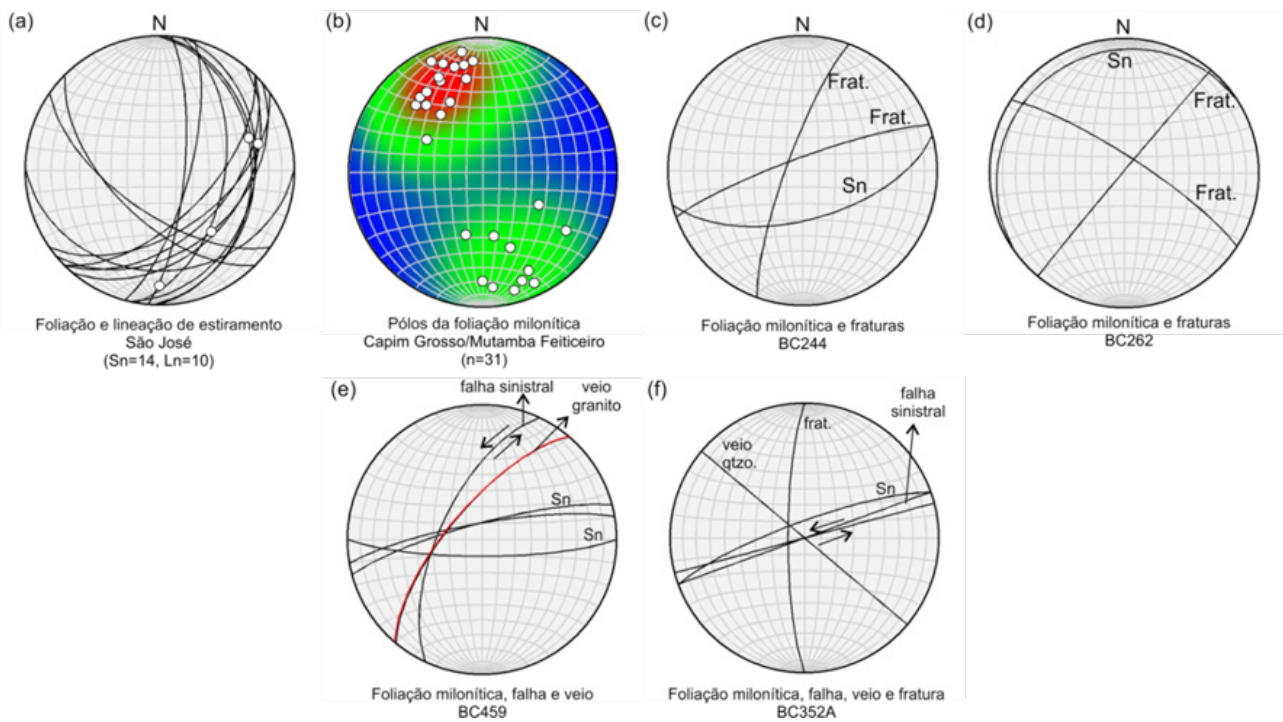 (a)
N
Foliação e lineação de estiramento
São José
(Sn=14, Ln=10)
(b)
N
Pólos da foliação milonítica
Capim Grosso/Mutamba Feiticeiro
(n=31)
(c)
N
Frat.
Frat.
Sn
Foliação milonítica e fraturas
BC244
(d)
N
Sn
Frat.
Frat.
Foliação milonítica e fraturas
BC262
(e)
falha sinistral
veio
granito
Sn
Sn
Foliação milonítica, falha e veio
BC459
(f)
falha
sinistral
frat.
veio
qtzo.
Sn
Foliação milonítica, falha, veio e fratura
BC352A